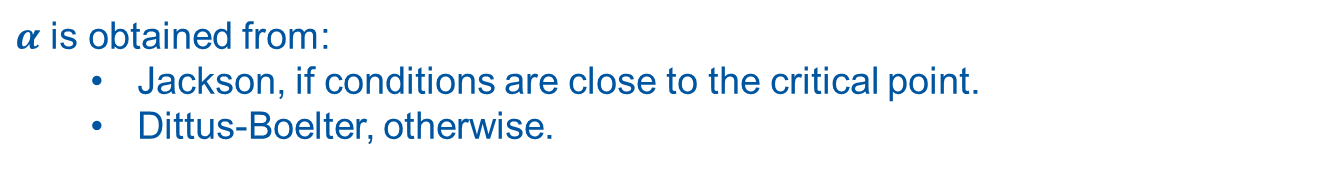 α is obtained from:
• Jackson, if conditions are close to the critical point.
• Dittus-Boelter, otherwise.